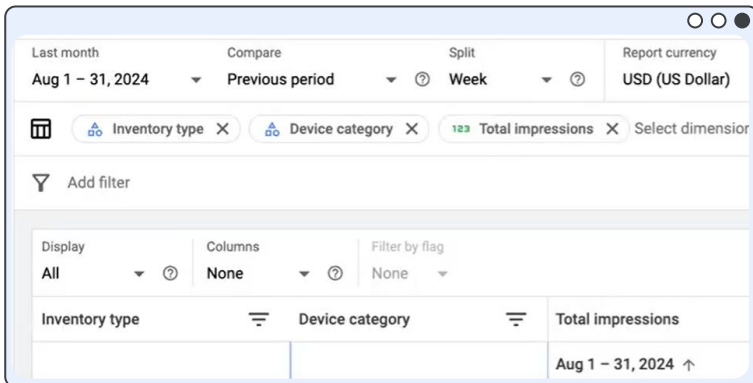 Last month Compare Split Report currency
Aug 1 – 31, 2024 Previous period Week USD (US Dollar)
Inventory type Device category 123 Total impressions Select dimension
Add filter
Display Columns Filter by flag
All None None
Inventory type Device category Total impressions
Aug 1 – 31, 2024